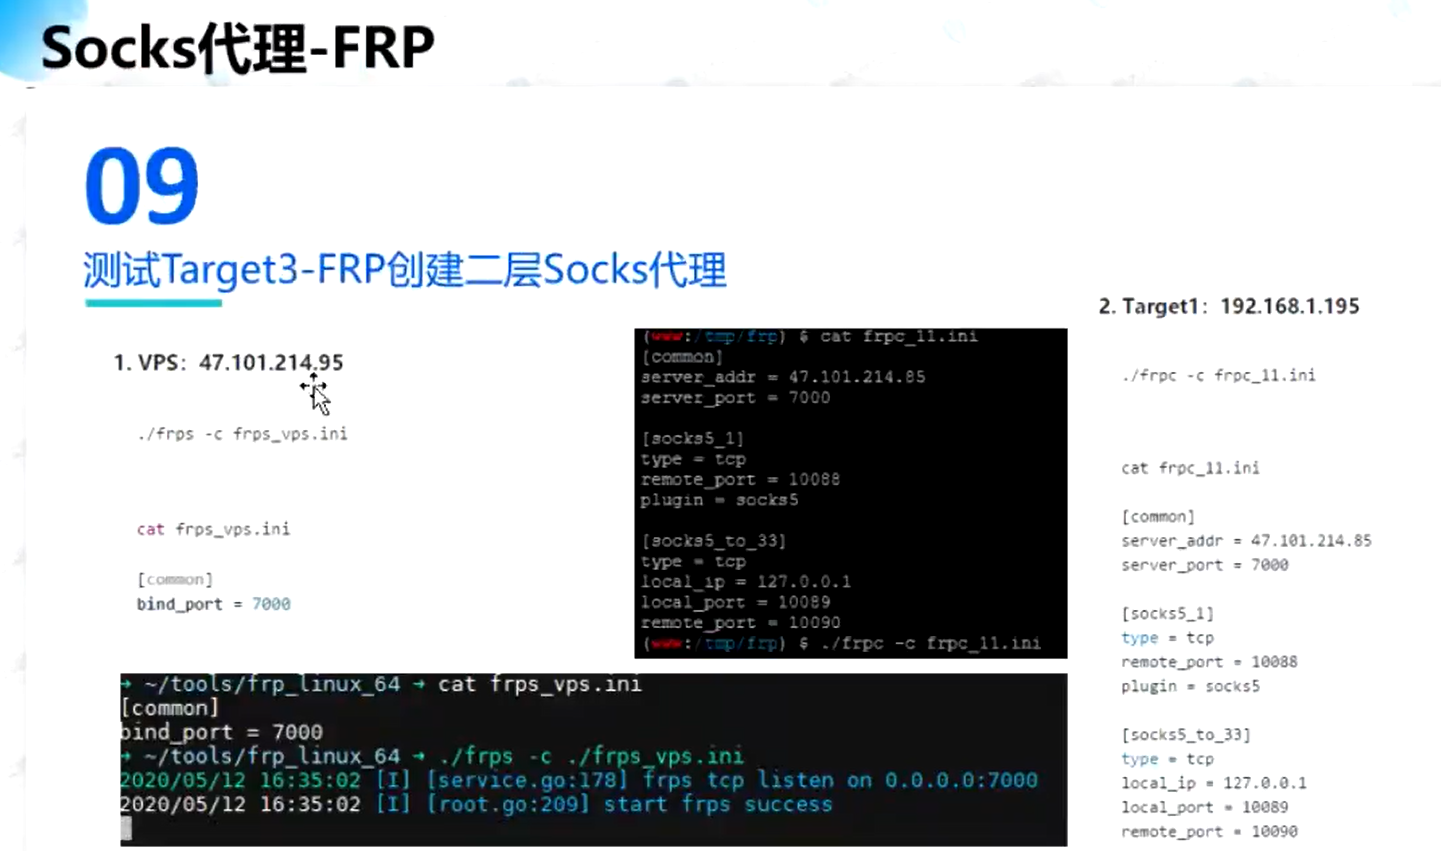 Socks代理-FRP
09
测试Target3-FRP创建二层Socks代理
1. VPS：47.101.214.95
./frps -c frps_vps.ini
cat frps_vps.ini
[common]
bind_port = 7000
(www:/tmp/frp) $ cat frpc_11.ini
[common]
server_addr = 47.101.214.85
server_port = 7000
[socks5_1]
type = tcp
remote_port = 10088
plugin = socks5
[socks5_to_33]
type = tcp
local_ip = 127.0.0.1
local_port = 10089
remote_port = 10090
(www:/tmp/frp) $ ./frpc -c frpc_11.ini
→ ~/tools/frp_linux_64 → cat frps_vps.ini
[common]
bind_port = 7000
→ ~/tools/frp_linux_64 → ./frps -c ./frps_vps.ini
2020/05/12 16:35:02 [I] [service.go:178] frps tcp listen on 0.0.0.0:7000
2020/05/12 16:35:02 [I] [root.go:209] start frps success
2. Target1：192.168.1.195
./frpc -c frpc_11.ini
cat frpc_11.ini
[common]
server_addr = 47.101.214.85
server_port = 7000
[socks5_1]
type = tcp
remote_port = 10088
plugin = socks5
[socks5_to_33]
type = tcp
local_ip = 127.0.0.1
local_port = 10089
remote_port = 10090